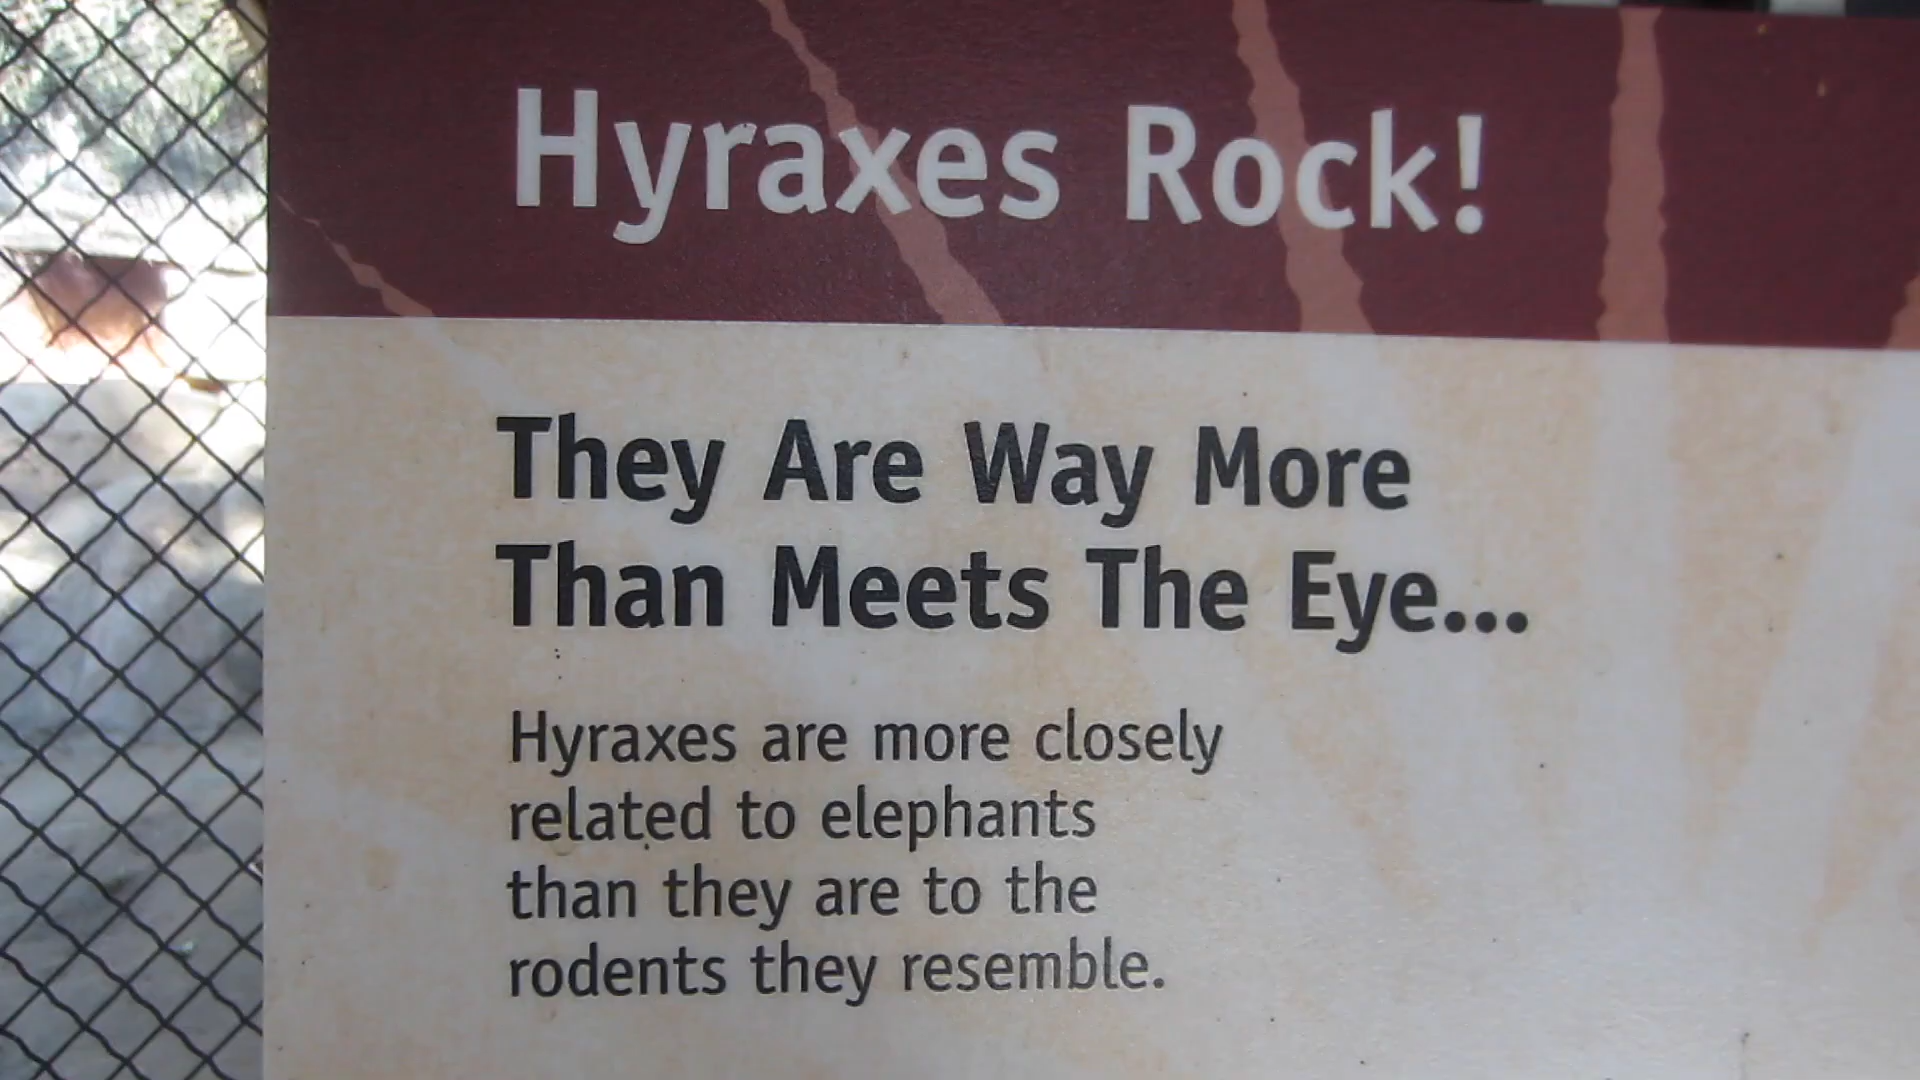 Hyraxes Rock!
They Are Way More
Than Meets The Eye...
Hyraxes are more closely
related to elephants
than they are to the
rodents they resemble.